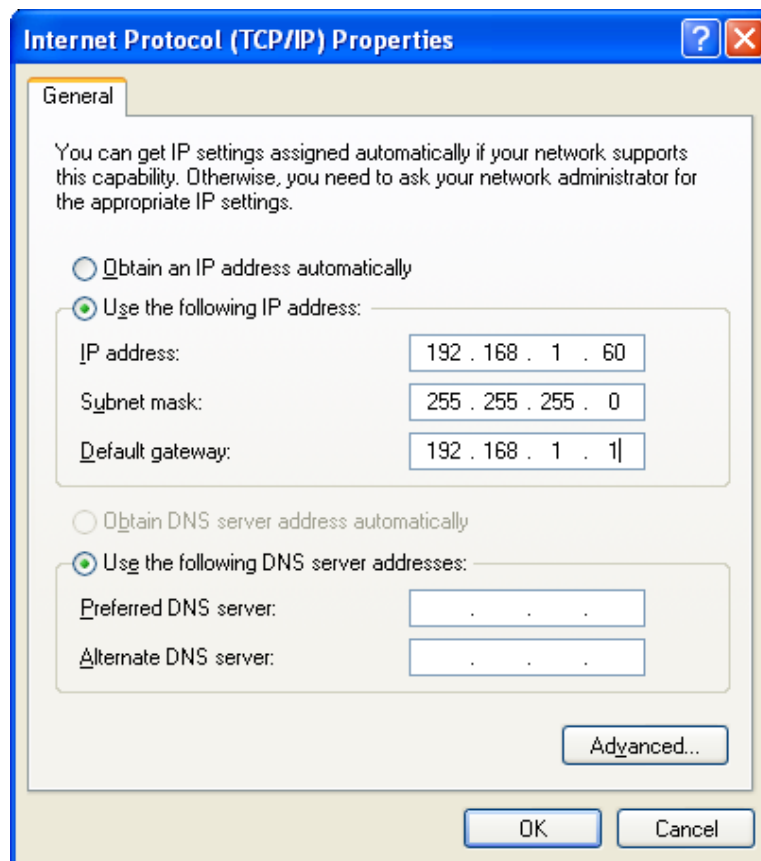 Internet Protocol (TCP/IP) Properties
General
You can get IP settings assigned automatically if your network supports
this capability. Otherwise, you need to ask your network administrator for
the appropriate IP settings.
Obtain an IP address automatically
Use the following IP address:
IP address: 192 . 168 . 1 . 60
Subnet mask: 255 . 255 . 255 . 0
Default gateway: 192 . 168 . 1 . 1
Obtain DNS server address automatically
Use the following DNS server addresses:
Preferred DNS server: . . .
Alternate DNS server: . . .
Advanced...
OK Cancel